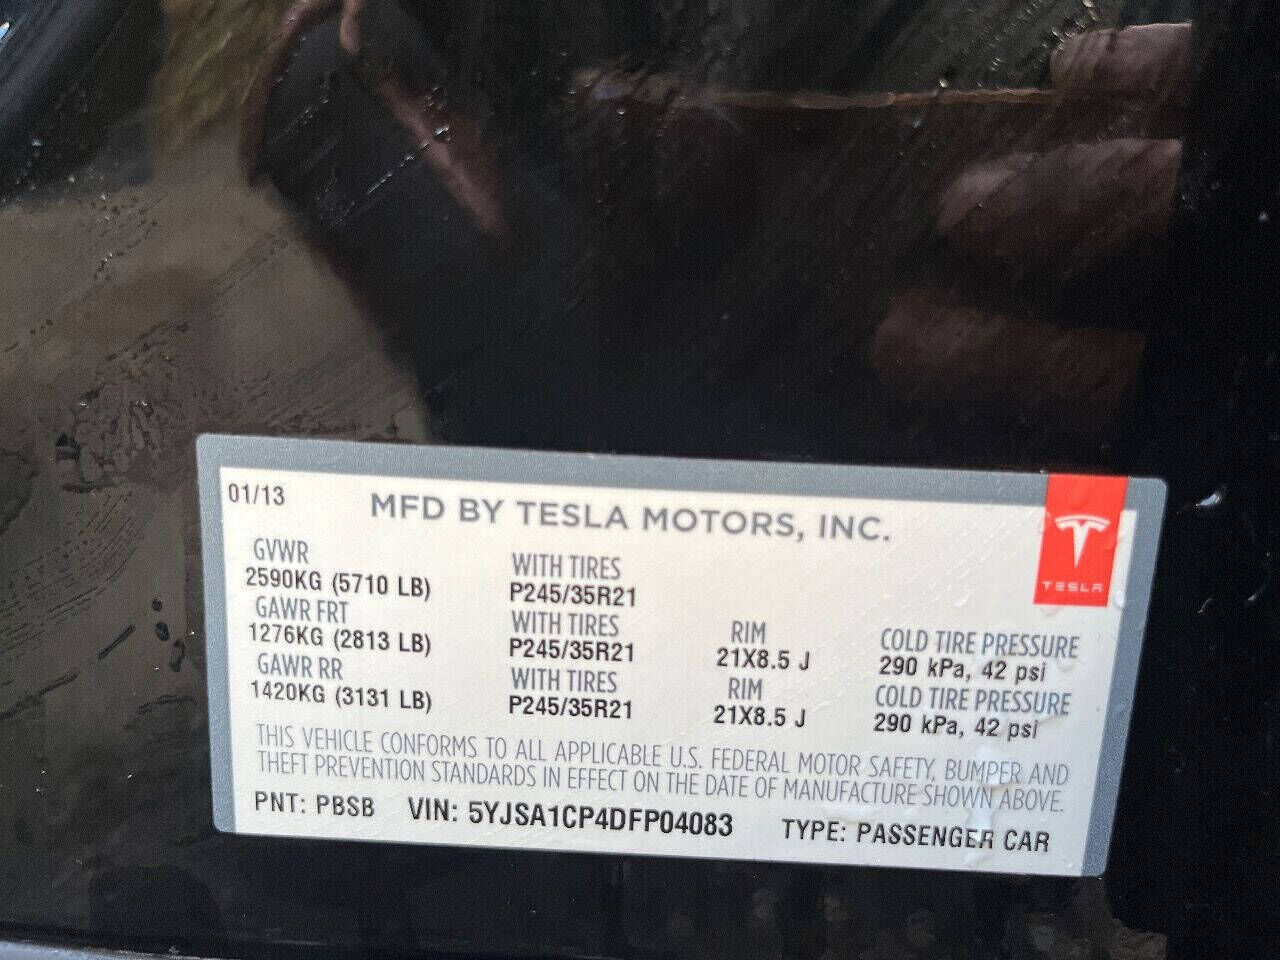 01/13 MFD BY TESLA MOTORS, INC.
TESLA
GVWR WITH TIRES
2590KG (5710 LB) P245/35R21
GAWR FRT WITH TIRES RIM COLD TIRE PRESSURE
1276KG (2813 LB) P245/35R21 21X8.5 J 290 kPa, 42 psi
GAWR RR WITH TIRES RIM COLD TIRE PRESSURE
1420KG (3131 LB) P245/35R21 21X8.5 J 290 kPa, 42 psi
THIS VEHICLE CONFORMS TO ALL APPLICABLE U.S. FEDERAL MOTOR SAFETY, BUMPER AND
THEFT PREVENTION STANDARDS IN EFFECT ON THE DATE OF MANUFACTURE SHOWN ABOVE.
PNT: PBSB VIN: 5YJSA1CP4DFP04083 TYPE: PASSENGER CAR